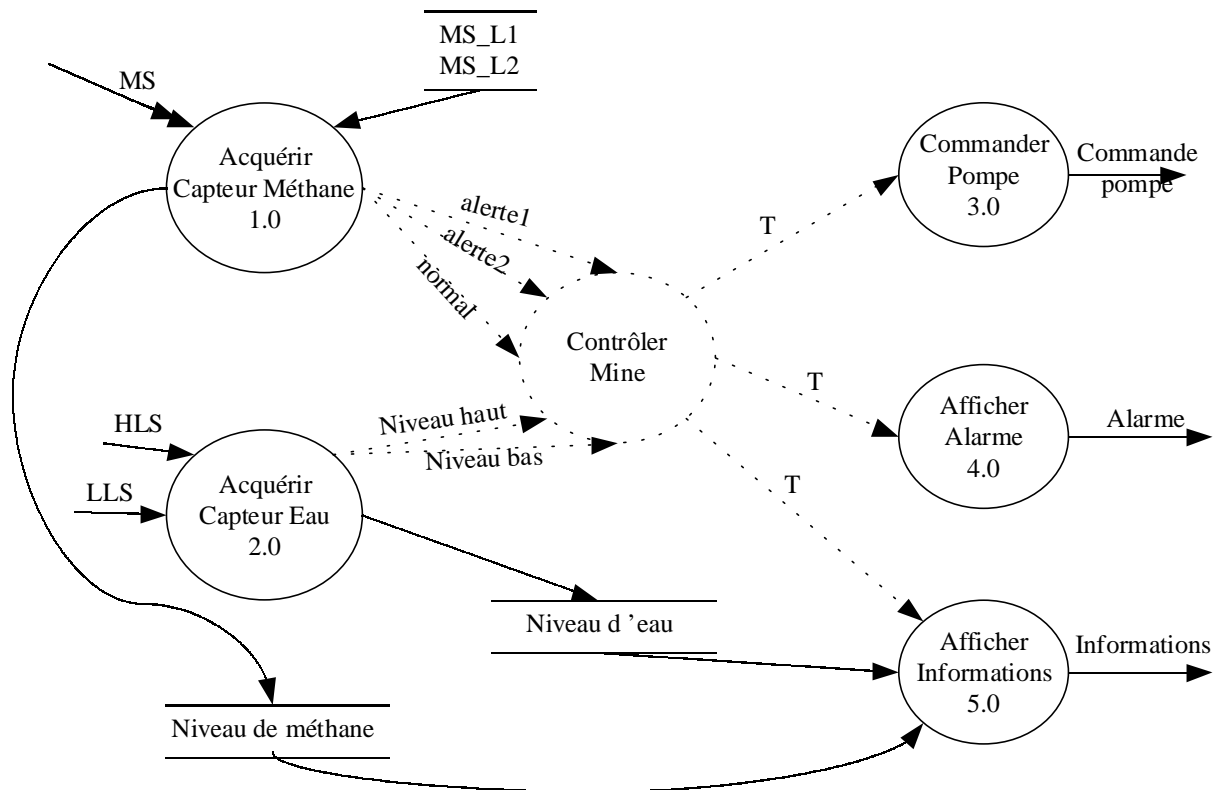 MS_L1
MS_L2
MS
Acquérir
Capteur Méthane
1.0
Commander
Pompe
3.0
Commande
pompe
alerte1
alerte2
normal
T
Contrôler
Mine
T
Afficher
Alarme
4.0
Alarme
HLS
LLS
Niveau haut
Niveau bas
Acquérir
Capteur Eau
2.0
T
Niveau d ’eau
Afficher
Informations
5.0
Informations
Niveau de méthane